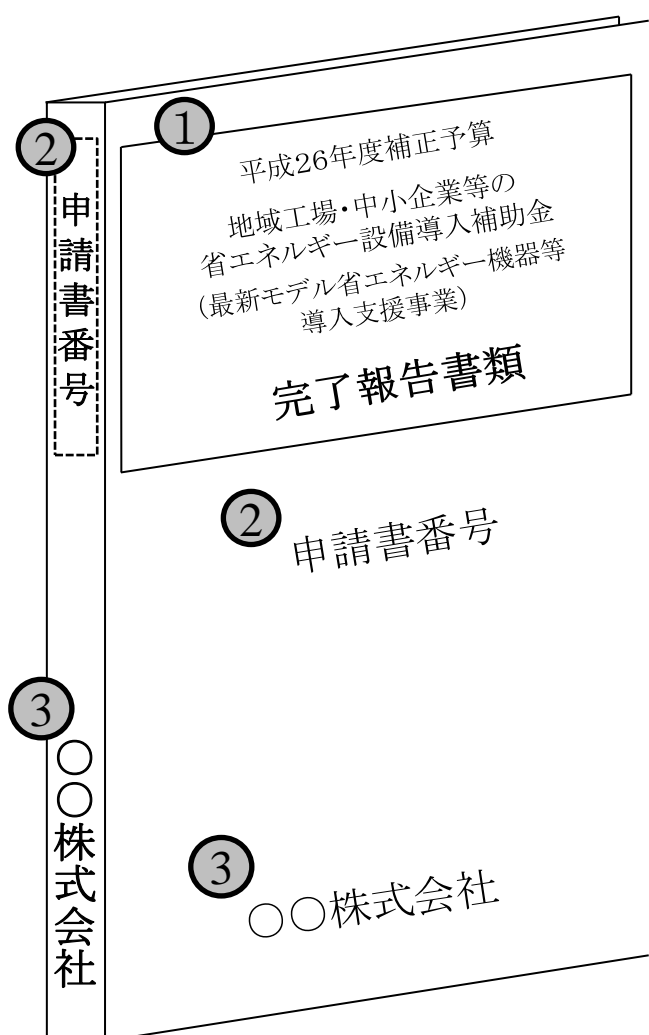 ①
平成26年度補正予算
地域工場・中小企業等の
省エネルギー設備導入補助金
（最新モデル省エネルギー機器等
導入支援事業）
完了報告書類
②
申請書番号
③
○○株式会社
②
申請書番号
③
○○株式会社